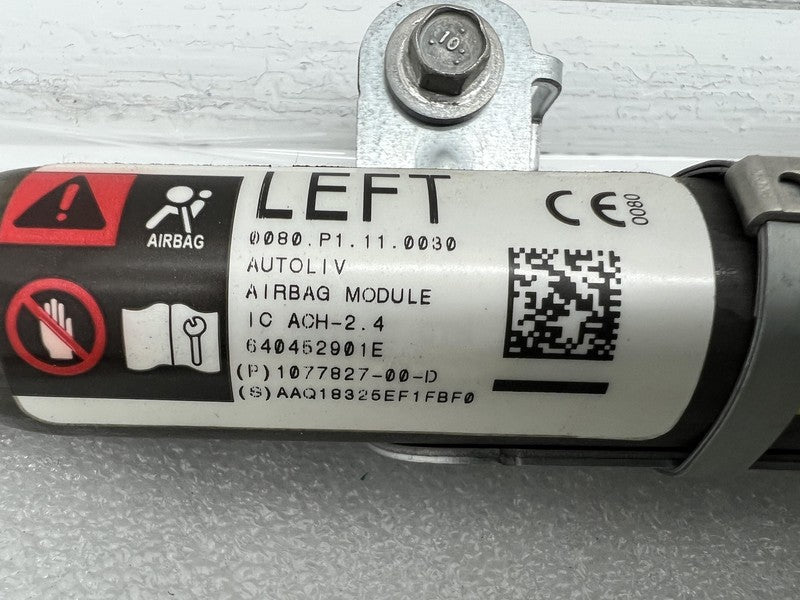 10
LEFT
CE 0080
AIRBAG
0080.P1.11.0030
AUTOLIV
AIRBAG MODULE
IC ACH-2.4
640452901E
(P)1077827-00-D
(S)AAQ18325EF1FBF0